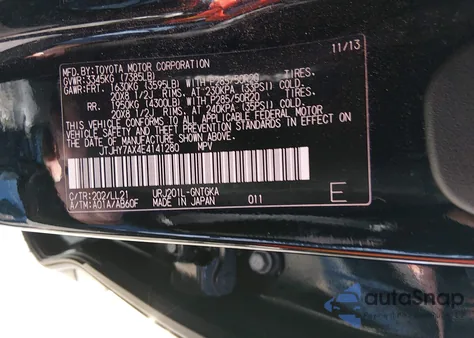 MFD.BY:TOYOTA MOTOR CORPORATION 11/13
GVWR:3345KG (7385LB)
GAWR:FRT. 1630KG (3595LB) WITH P285/50R20 TIRES.
20X8 1/2J RIMS. AT 230KPA (33PSI) COLD
RR. 1950KG (4300LB) WITH P285/50R20 TIRES.
20X8 1/2J RIMS. AT 240KPA (35PSI) COLD
THIS VEHICLE CONFORMS TO ALL APPLICABLE FEDERAL MOTOR
VEHICLE SAFETY STANDARDS IN EFFECT ON
THE DATE OF MANUFACTURE SHOWN ABOVE.
JTJHY7AX4E4141280 MPV
C/TR:202/LL21 URJ201L-GNTGKA
A/TM:A01A/AB60F MADE IN JAPAN 011 E
autoSnap